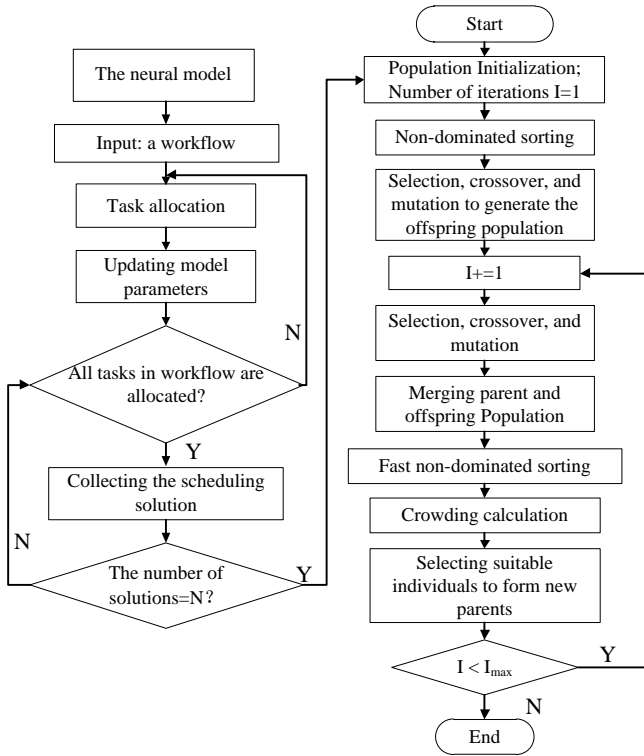 The neural model
Input: a workflow
Task allocation
Updating model
parameters
N
All tasks in workflow are
allocated?
Y
Collecting the scheduling
solution
N
The number of
solutions=N?
Y
Start
Population Initialization;
Number of iterations I=1
Non-dominated sorting
Selection, crossover, and
mutation to generate the
offspring population
I+=1
Selection, crossover, and
mutation
Merging parent and
offspring Population
Fast non-dominated sorting
Crowding calculation
Selecting suitable
individuals to form new
parents
I < Imax
Y
N
End